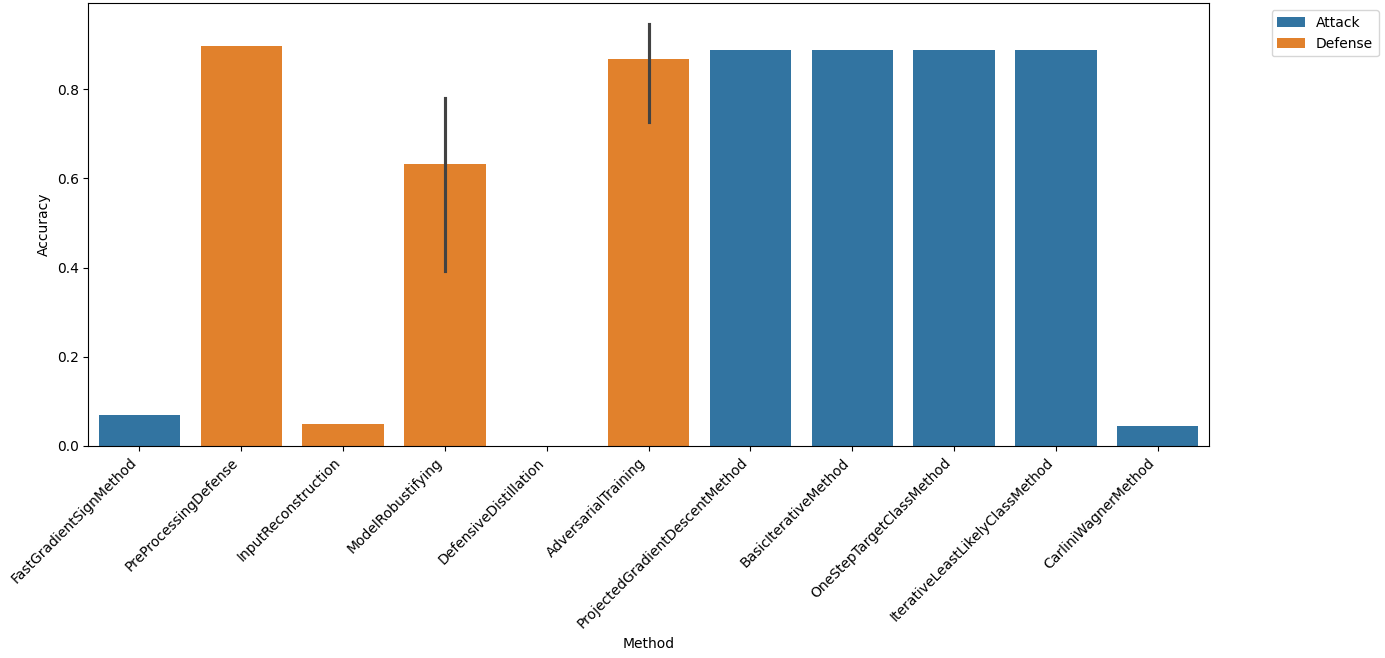 Attack
Defense
Accuracy
0.8
0.6
0.4
0.2
0.0
FastGradientSignMethod
PreProcessingDefense
InputReconstruction
ModelRobustifying
DefensiveDistillation
AdversarialTraining
ProjectedGradientDescentMethod
BasicIterativeMethod
OneStepTargetClassMethod
IterativeLeastLikelyClassMethod
CarliniWagnerMethod
Method